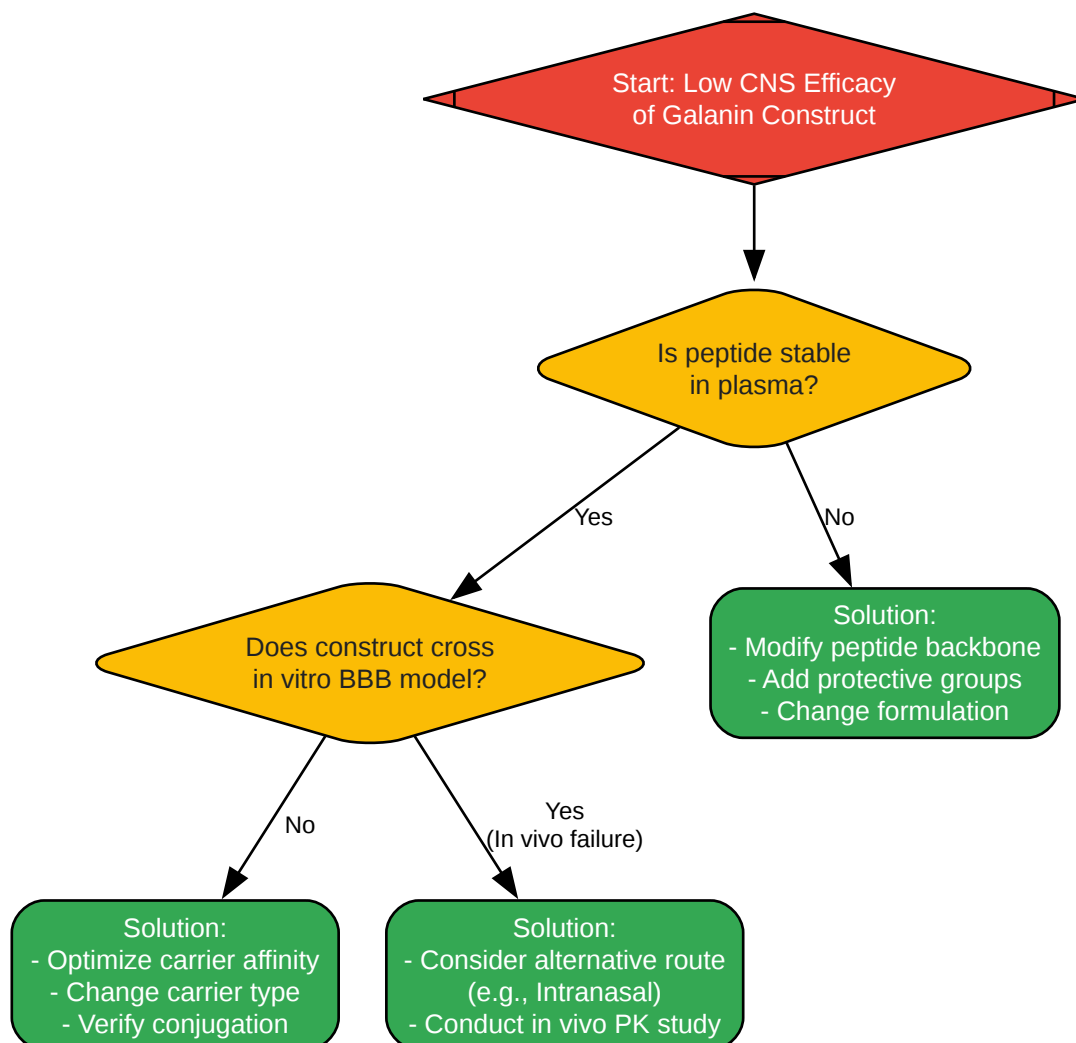 Start: Low CNS Efficacy
of Galanin Construct
Is peptide stable
in plasma?
Yes
No
Does construct cross
in vitro BBB model?
Solution:
- Modify peptide backbone
- Add protective groups
- Change formulation
No
Yes
(In vivo failure)
Solution:
- Optimize carrier affinity
- Change carrier type
- Verify conjugation
Solution:
- Consider alternative route
(e.g., Intranasal)
- Conduct in vivo PK study